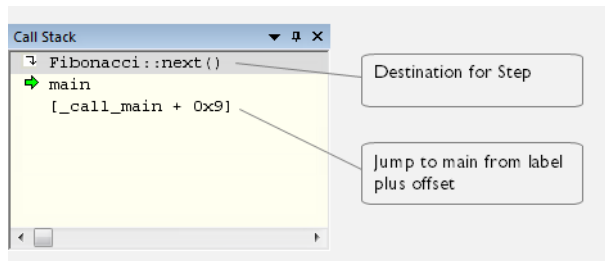 Call Stack
Fibonacci::next()
main
[_call_main + 0x9]
Destination for Step
Jump to main from label
plus offset